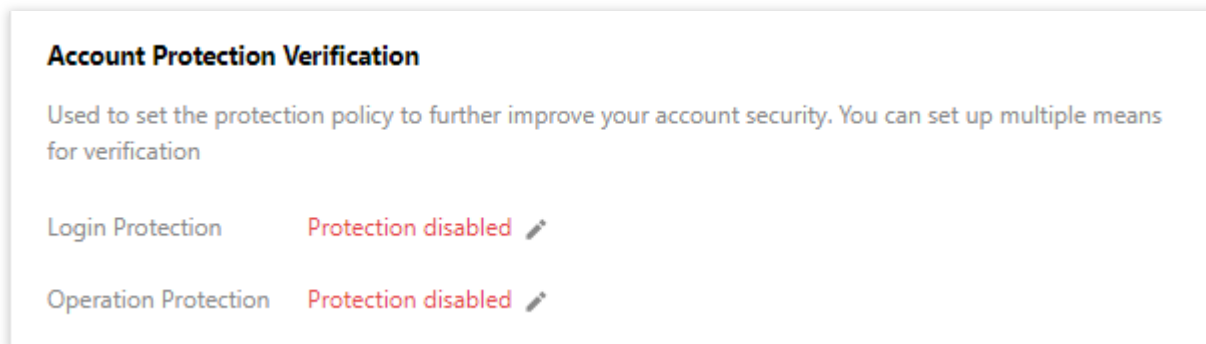 Account Protection Verification
Used to set the protection policy to further improve your account security. You can set up multiple means
for verification
Login Protection Protection disabled
Operation Protection Protection disabled